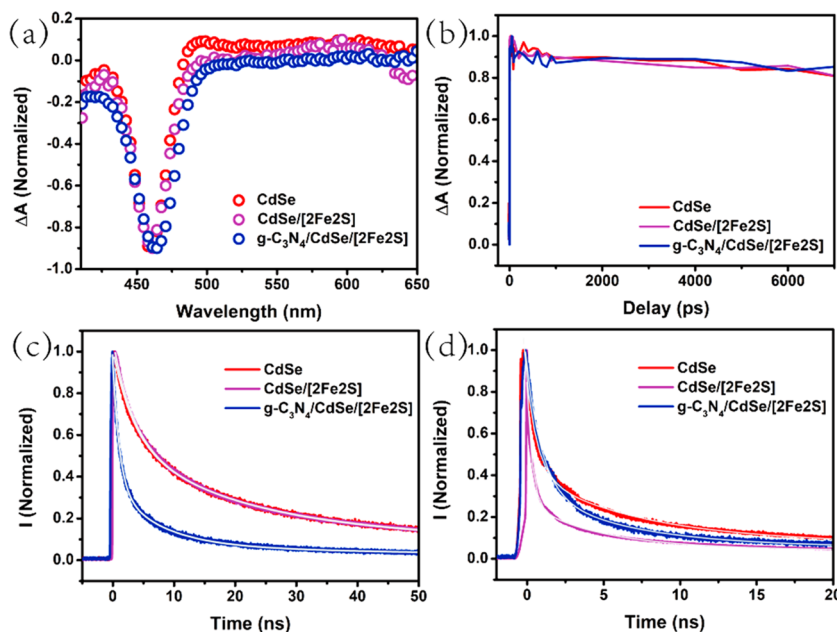 (a)
ΔA (Normalized)
0.2
0.0
-0.2
-0.4
-0.6
-0.8
-1.0
CdSe
CdSe/[2Fe2S]
g-C₃N₄/CdSe/[2Fe2S]
450 500 550 600 650
Wavelength (nm)
(b)
ΔA (Normalized)
1.0
0.8
0.6
0.4
0.2
0.0
CdSe
CdSe/[2Fe2S]
g-C₃N₄/CdSe/[2Fe2S]
0 2000 4000 6000
Delay (ps)
(c)
I (Normalized)
1.0
0.8
0.6
0.4
0.2
0.0
CdSe
CdSe/[2Fe2S]
g-C₃N₄/CdSe/[2Fe2S]
0 10 20 30 40 50
Time (ns)
(d)
I (Normalized)
1.0
0.8
0.6
0.4
0.2
0.0
CdSe
CdSe/[2Fe2S]
g-C₃N₄/CdSe/[2Fe2S]
0 5 10 15 20
Time (ns)